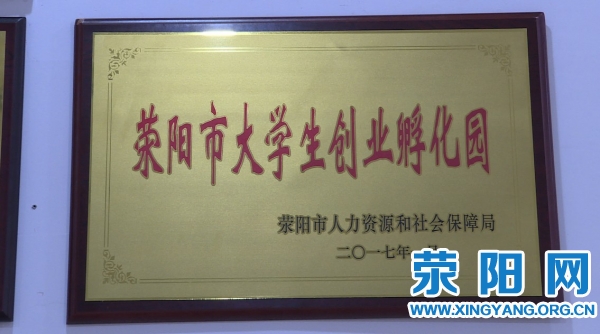 荥阳市大学生创业孵化园
荥阳市人力资源和社会保障局
二〇一七年 月
荥阳网
WWW.XINGYANG.ORG.CN